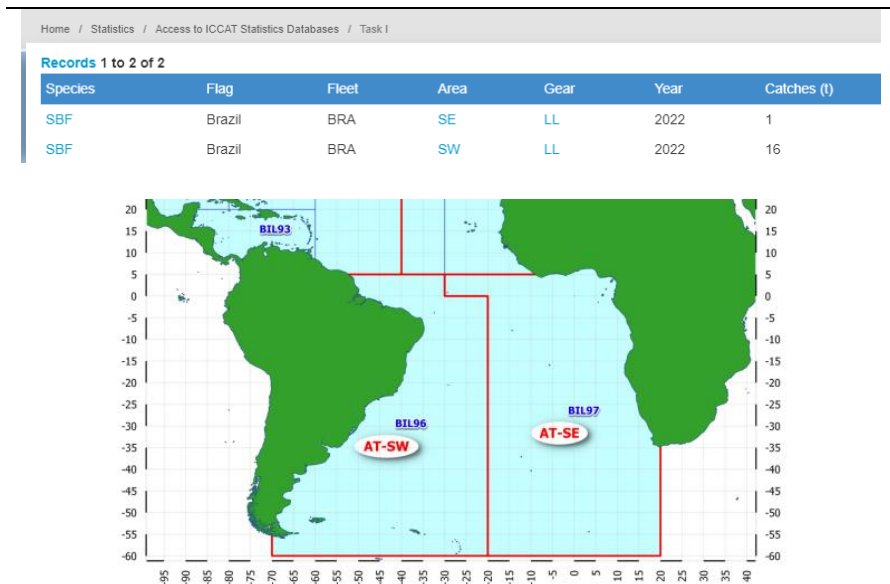 Home / Statistics / Access to ICCAT Statistics Databases / Task I
Records 1 to 2 of 2
Species Flag Fleet Area Gear Year Catches (t)
SBF Brazil BRA SE LL 2022 1
SBF Brazil BRA SW LL 2022 16
20 20
15 BIL93 15
10 10
5 5
0 0
-5 -5
-10 -10
-15 -15
-20 -20
-25 -25
BIL97
-30 BIL96 -30
AT-SE
-35 AT-SW -35
-40 -40
-45 -45
-50 -50
-55 -55
-60 -60
-95 -90 -85 -80 -75 -70 -65 -60 -55 -50 -45 -40 -35 -30 -25 -20 -15 -10 -5 0 5 10 15 20 25 30 35 40